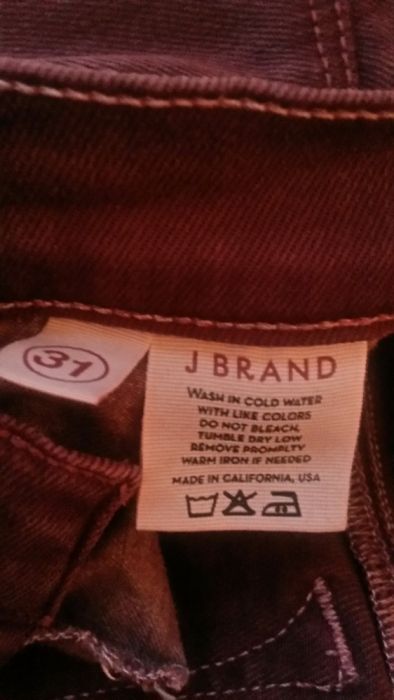 31
J BRAND
WASH IN COLD WATER
WITH LIKE COLORS
DO NOT BLEACH,
TUMBLE DRY LOW
REMOVE PROMPLTY
WARM IRON IF NEEDED
MADE IN CALIFORNIA, USA